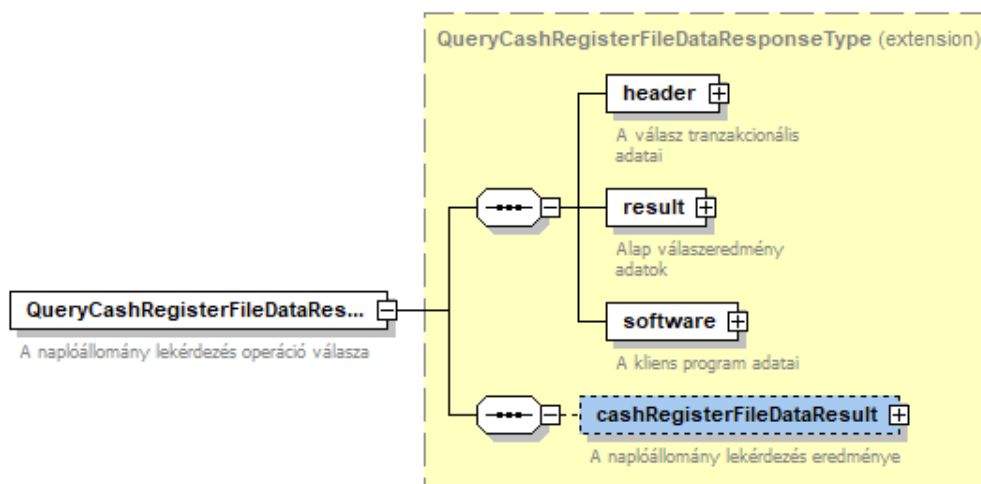 QueryCashRegisterFileDataResponseType (extension)
header
A válasz tranzakcionális
adatai
result
Alap válaszeredmény
adatok
software
A kliens program adatai
QueryCashRegisterFileDataRes...
A naplóállomány lekérdezés operáció válasza
cashRegisterFileDataResult
A naplóállomány lekérdezés eredménye